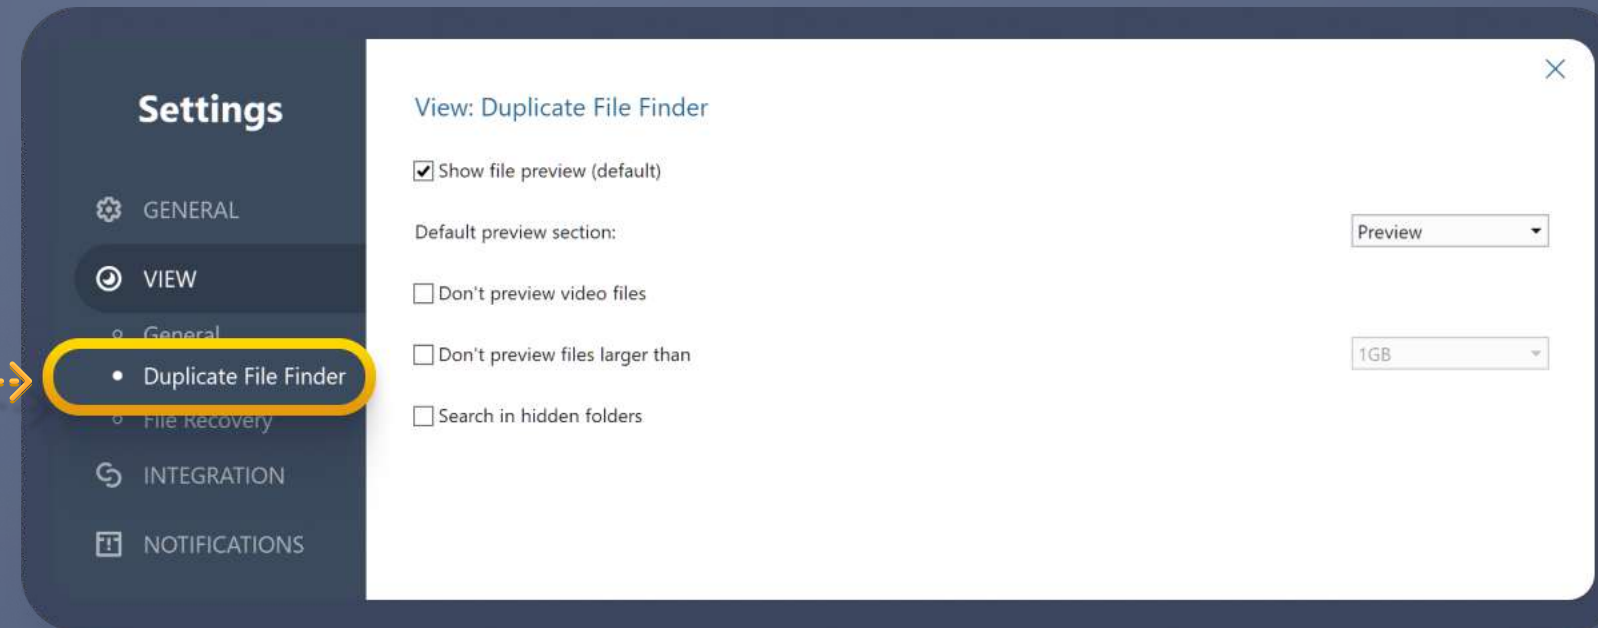 Settings
GENERAL
VIEW
General
Duplicate File Finder
File Recovery
INTEGRATION
NOTIFICATIONS
View: Duplicate File Finder
Show file preview (default)
Default preview section: Preview
Don't preview video files
Don't preview files larger than 1GB
Search in hidden folders